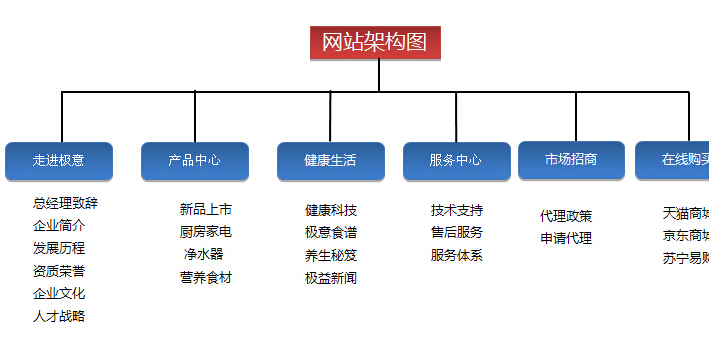 网站架构图
走进极意
产品中心
健康生活
服务中心
市场招商
在线购买
总经理致辞
企业简介
发展历程
资质荣誉
企业文化
人才战略
新品上市
厨房家电
净水器
营养食材
健康科技
极意食谱
养生秘笈
极益新闻
技术支持
售后服务
服务体系
代理政策
申请代理
天猫商城
京东商城
苏宁易购